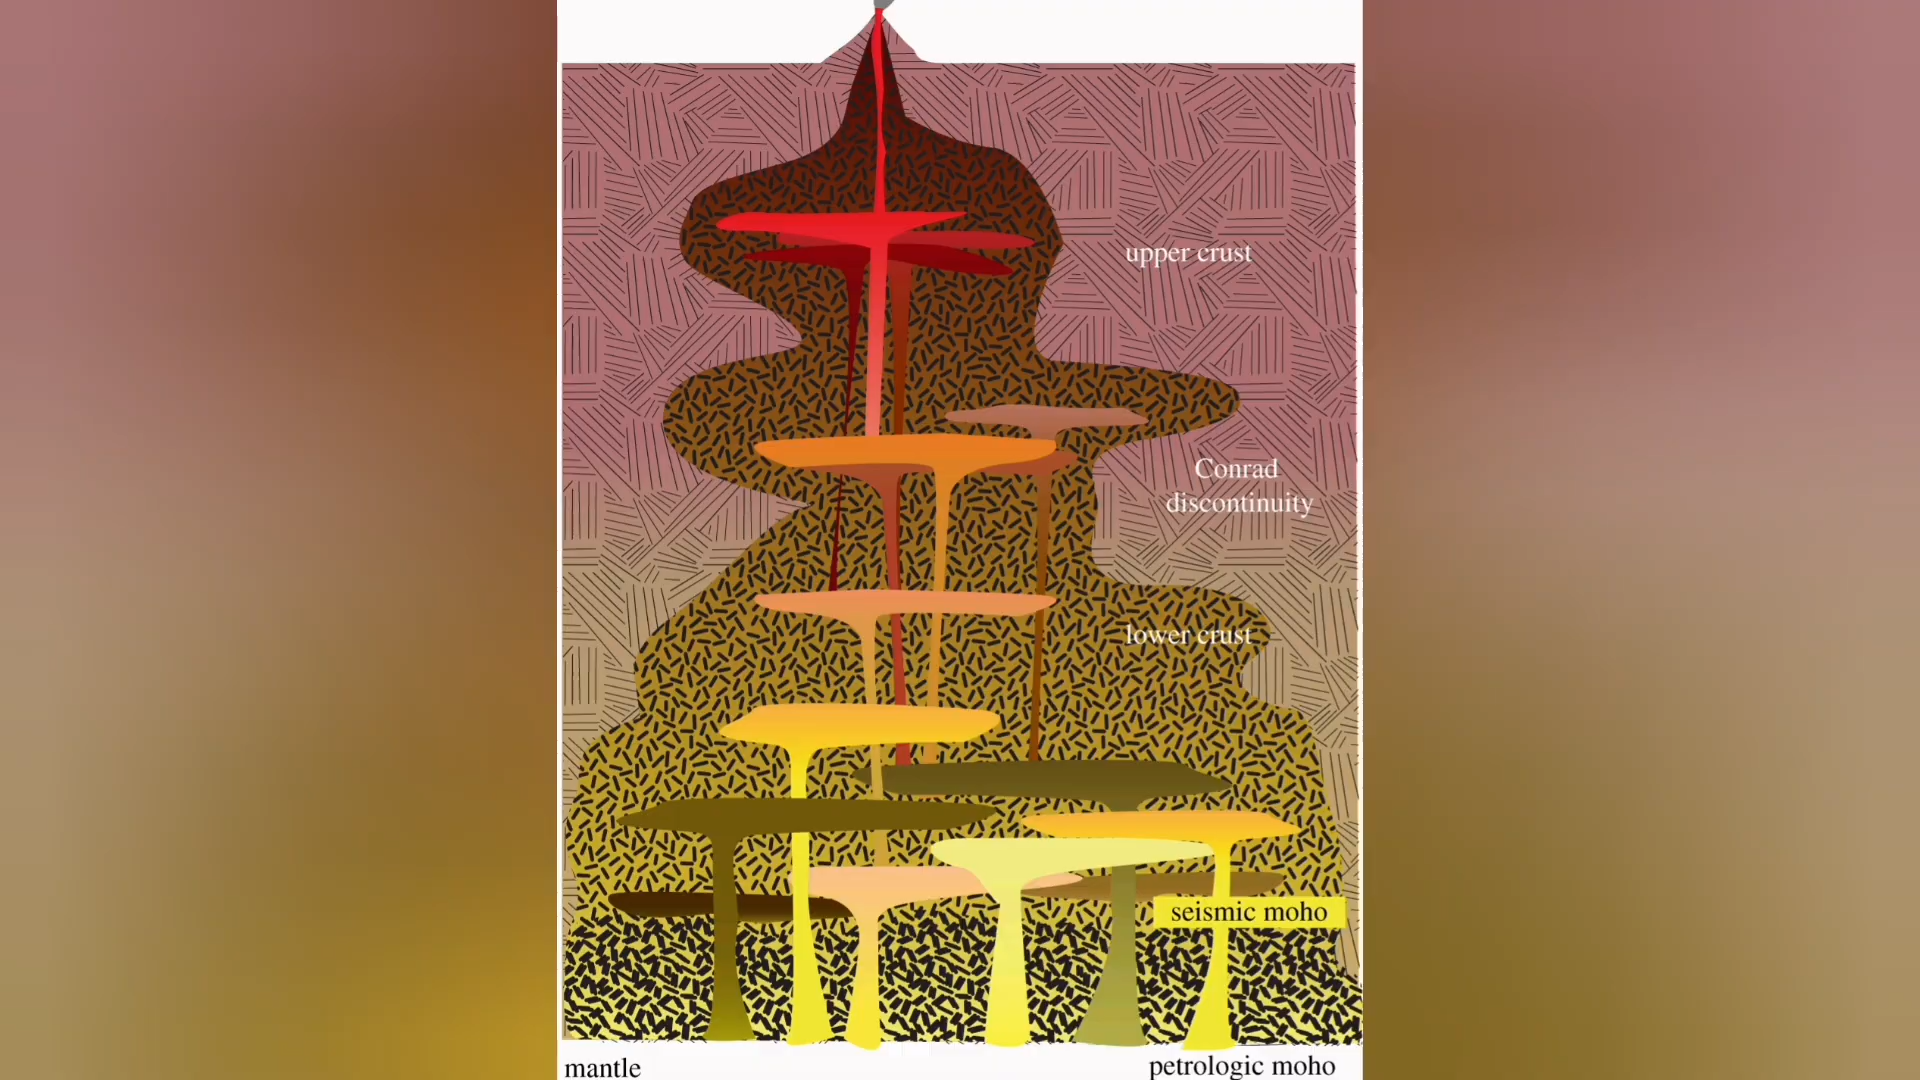 upper crust
Conrad
discontinuity
lower crust
seismic moho
mantle
petrologic moho